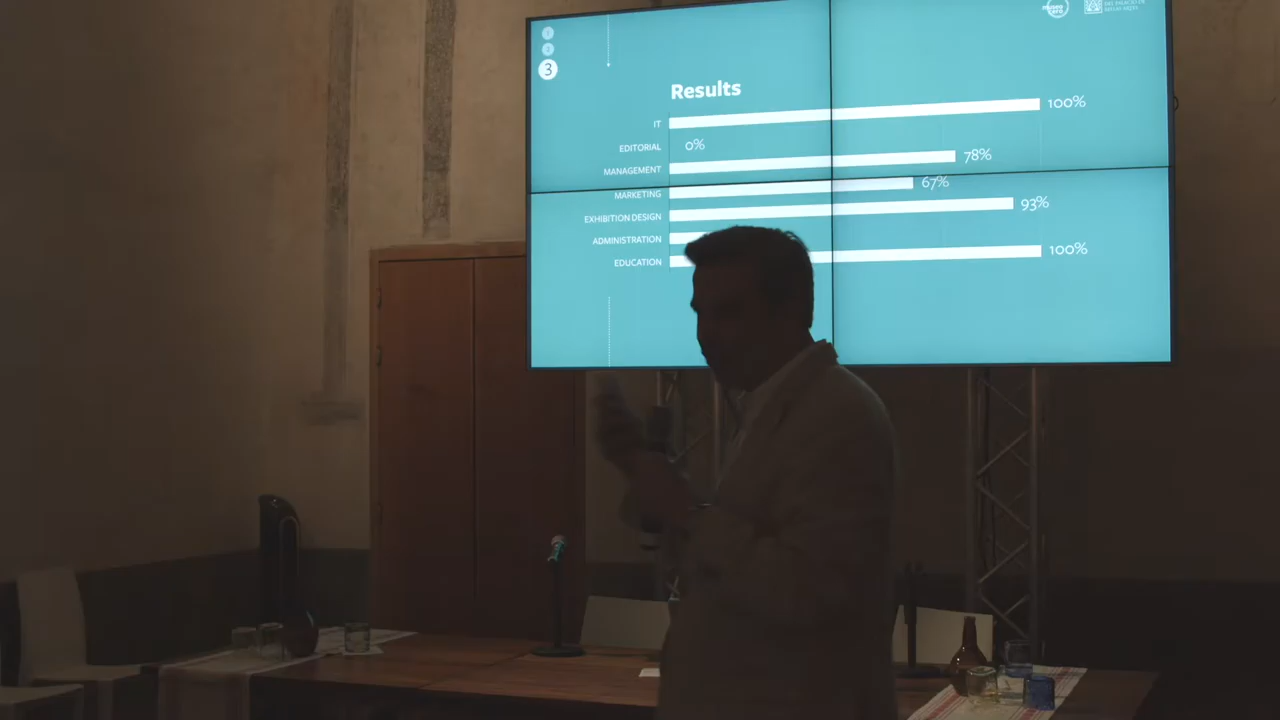 3
Results
IT 100%
EDITORIAL 0%
MANAGEMENT 78%
MARKETING 67%
EXHIBITION DESIGN 93%
ADMINISTRATION
EDUCATION 100%